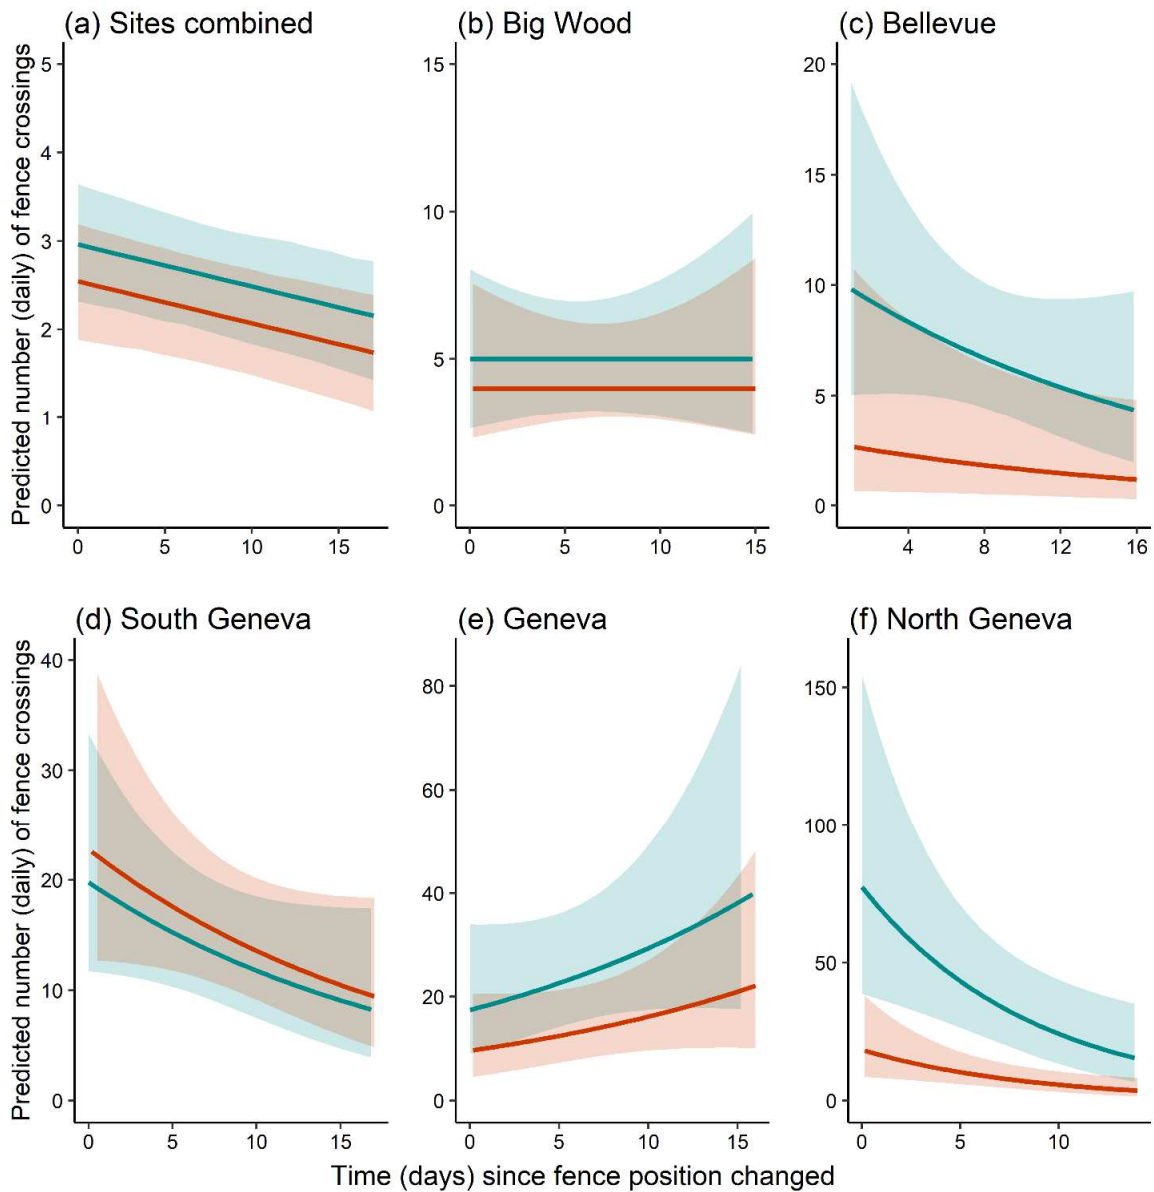 (a) Sites combined
(b) Big Wood
(c) Bellevue
Predicted number (daily) of fence crossings
5
4
3
2
1
0
0 5 10 15
15
10
5
0
0 5 10 15
20
15
10
5
0
4 8 12 16
(d) South Geneva
(e) Geneva
(f) North Geneva
Predicted number (daily) of fence crossings
40
30
20
10
0
0 5 10 15
80
60
40
20
0
0 5 10 15
150
100
50
0
0 5 10
Time (days) since fence position changed